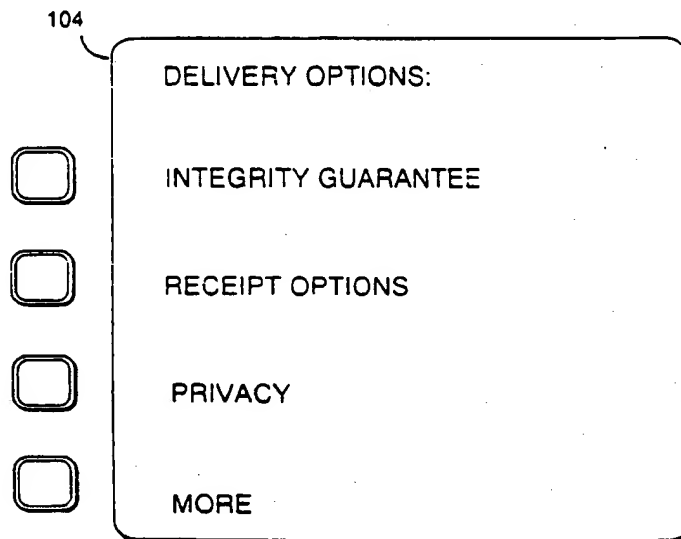 104
DELIVERY OPTIONS:
INTEGRITY GUARANTEE
RECEIPT OPTIONS
PRIVACY
MORE